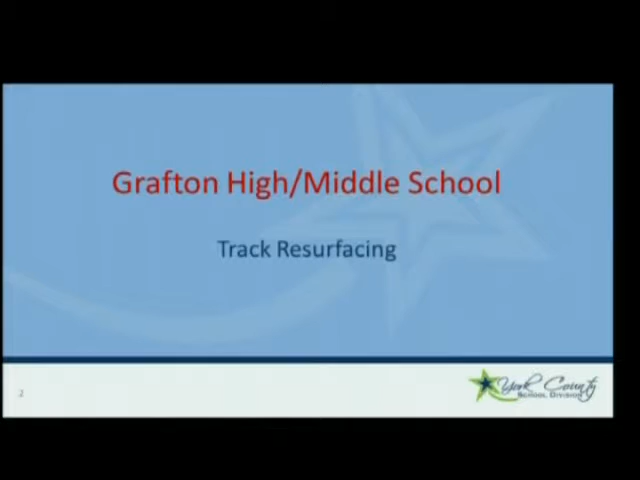 Grafton High/Middle School
Track Resurfacing
2
York County
School Division